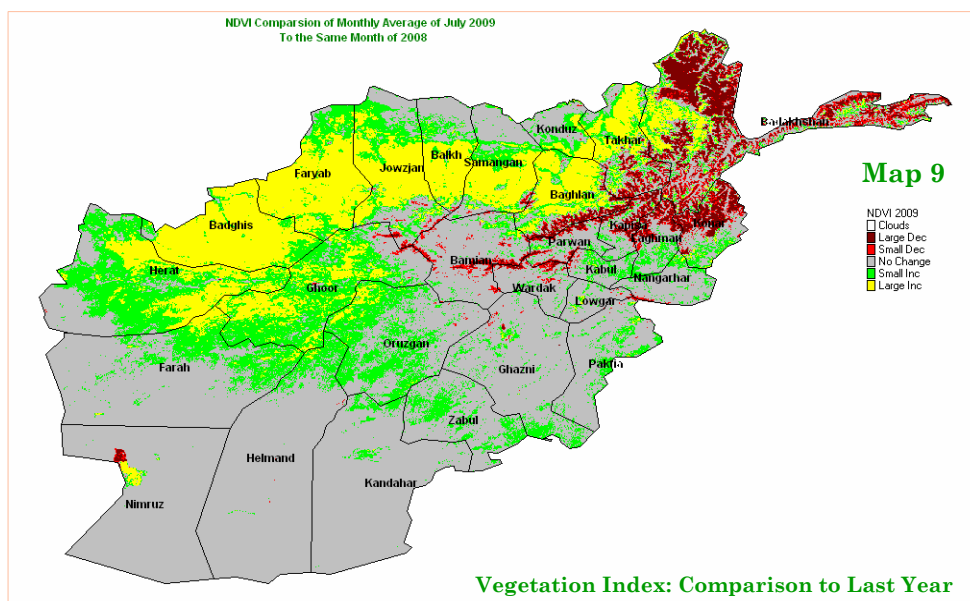 NDVI Comparsion of Monthly Average of July 2009
To the Same Month of 2008
Badakhshan
Konduz
Takhar
Balkh
Samangan
Jowzjan
Faryab
Baghlan
Map 9
NDVI 2009
Clouds
Large Dec
Small Dec
No Change
Small Inc
Large Inc
Badghis
Kapisa
Laghman
Parwan
Herat
Bamian
Kabul
Nangarhar
Ghoor
Wardak
Lowgar
Oruzgan
Farah
Ghazni
Paktia
Zabul
Helmand
Kandahar
Nimruz
Vegetation Index: Comparison to Last Year